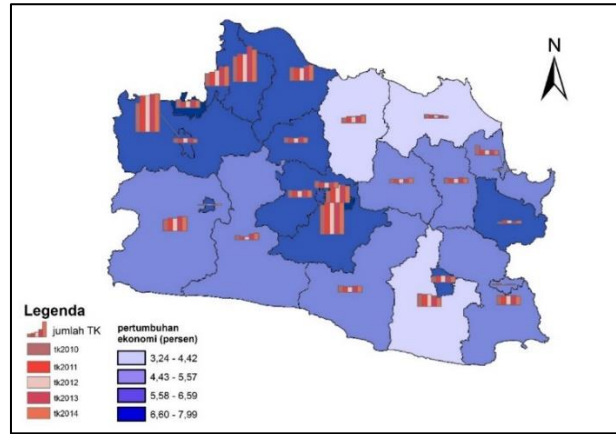 N
Legenda
jumlah TK
tk2010
tk2011
tk2012
tk2013
tk2014
pertumbuhan
ekonomi (persen)
3,24 - 4,42
4,43 - 5,57
5,58 - 6,59
6,60 - 7,99